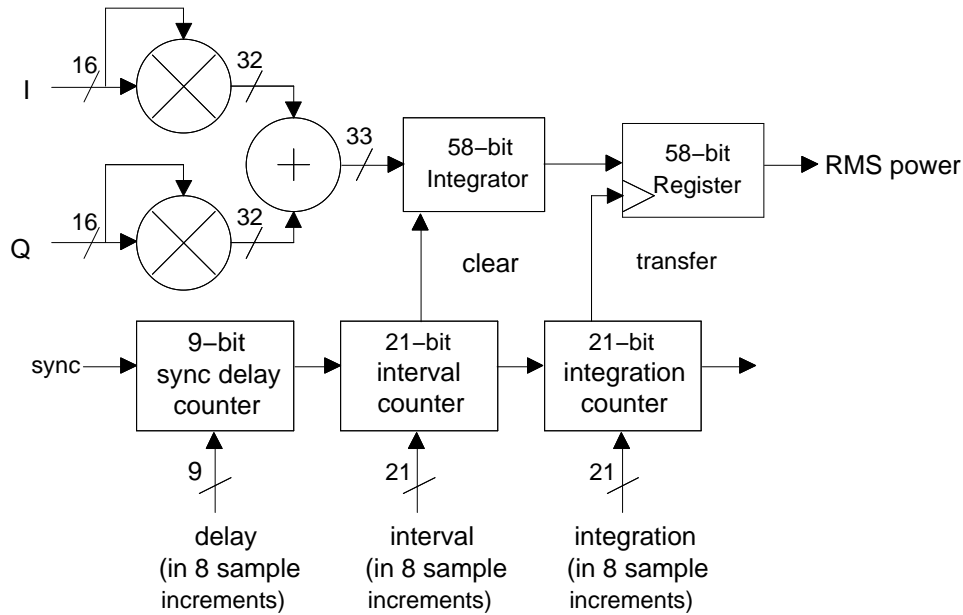 I
16
32
Q
16
32
+
33
58−bit
Integrator
58−bit
Register
RMS power
clear
transfer
sync
9−bit
sync delay
counter
21−bit
interval
counter
21−bit
integration
counter
9
21
21
delay
(in 8 sample
increments)
interval
(in 8 sample
increments)
integration
(in 8 sample
increments)